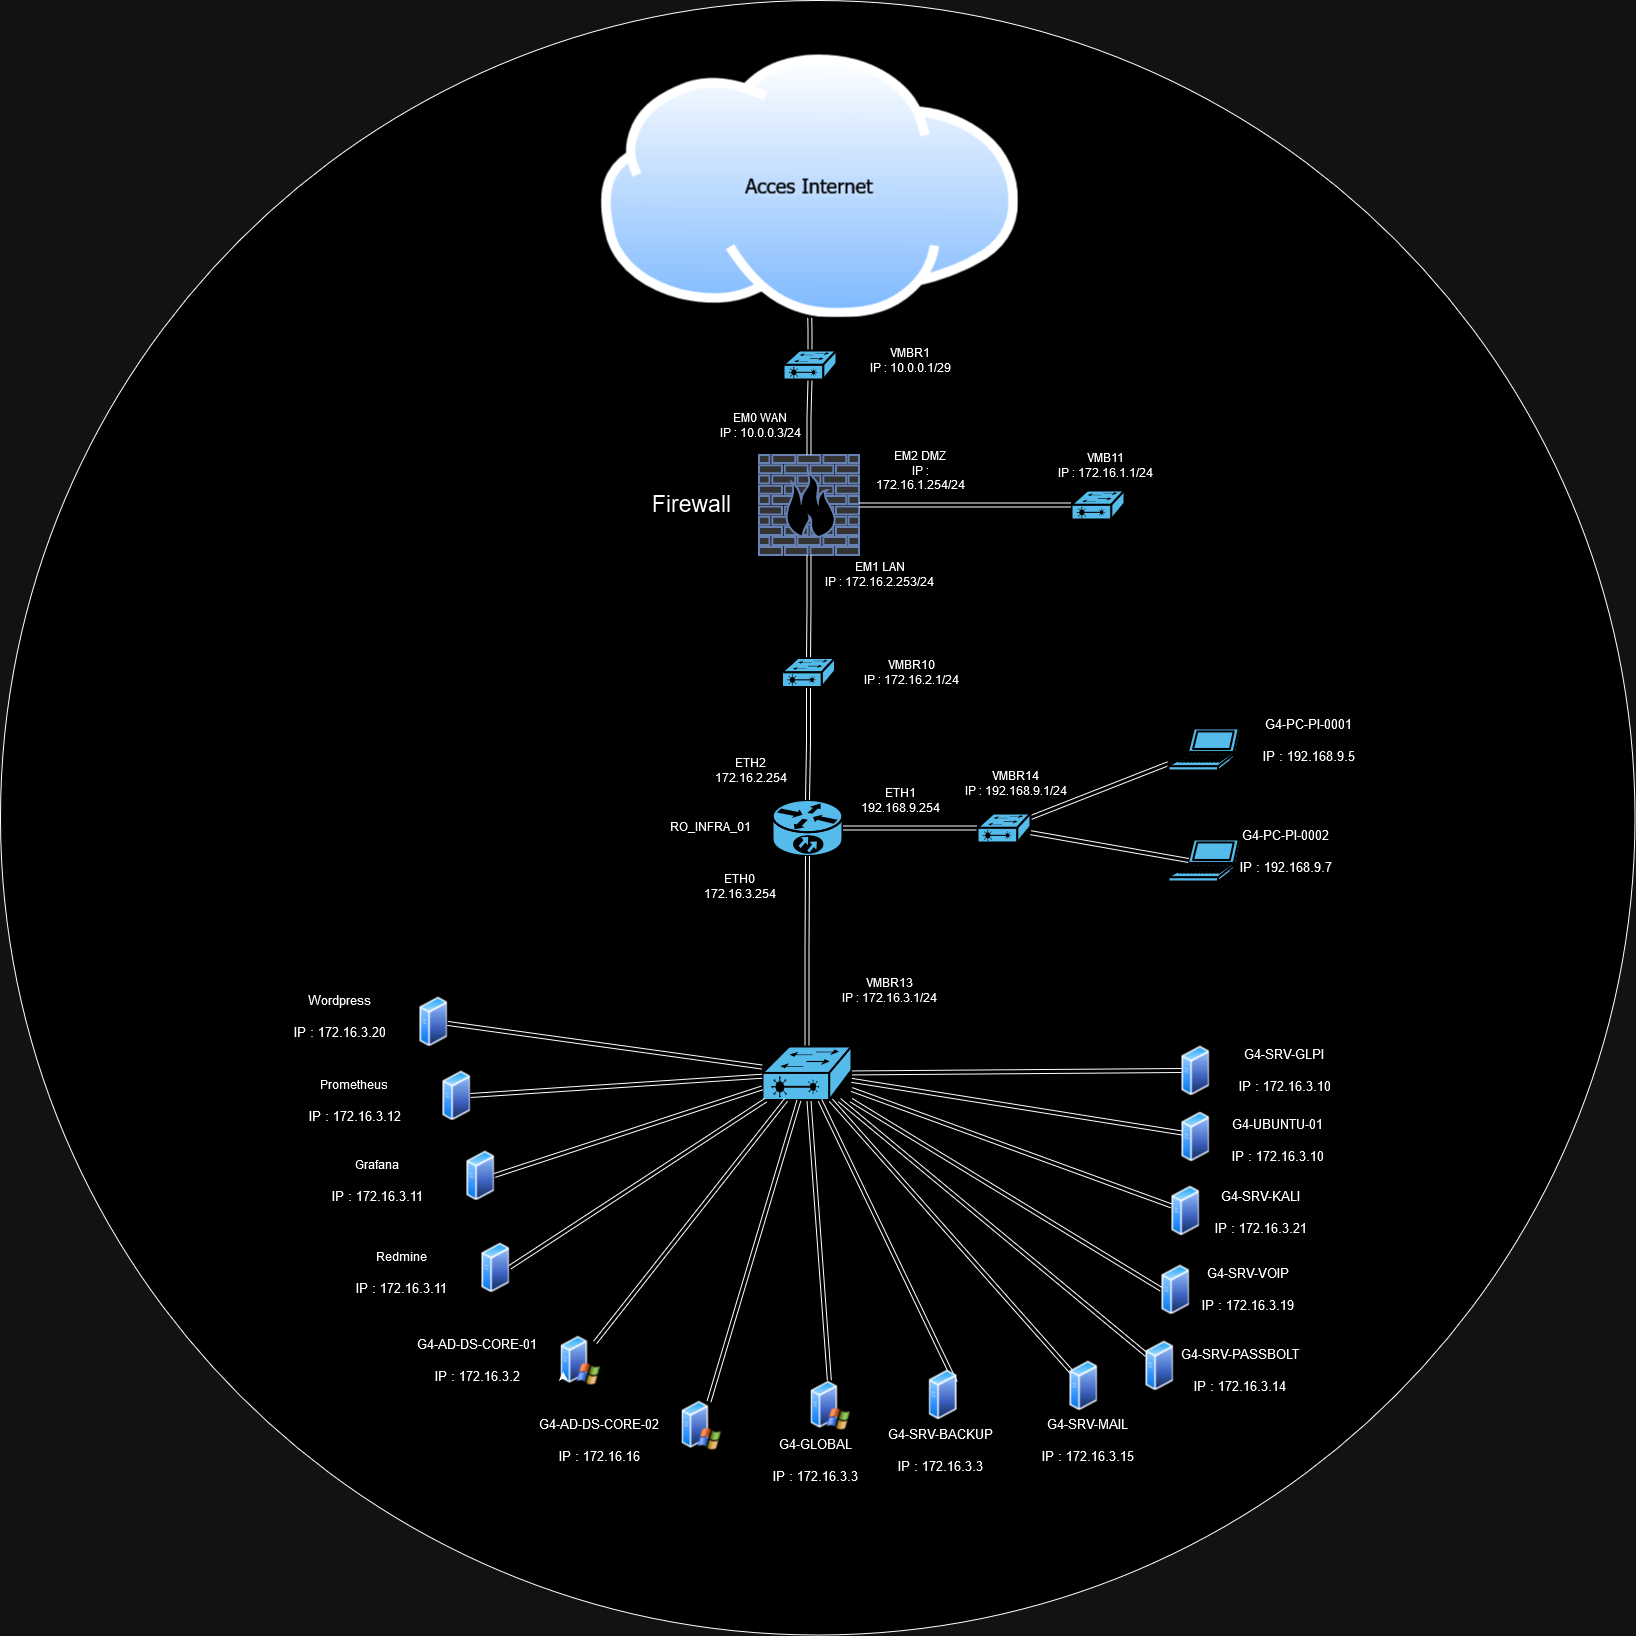 Acces Internet
VMBR1
IP : 10.0.0.1/29
EM0 WAN
IP : 10.0.0.3/24
EM2 DMZ
IP :
172.16.1.254/24
VMB11
IP : 172.16.1.1/24
Firewall
EM1 LAN
IP : 172.16.2.253/24
VMBR10
IP : 172.16.2.1/24
G4-PC-PI-0001
IP : 192.168.9.5
ETH2
172.16.2.254
VMBR14
IP : 192.168.9.1/24
ETH1
192.168.9.254
RO_INFRA_01
G4-PC-PI-0002
IP : 192.168.9.7
ETH0
172.16.3.254
VMBR13
IP : 172.16.3.1/24
Wordpress
IP : 172.16.3.20
Prometheus
IP : 172.16.3.12
Grafana
IP : 172.16.3.11
Redmine
IP : 172.16.3.11
G4-AD-DS-CORE-01
IP : 172.16.3.2
G4-AD-DS-CORE-02
IP : 172.16.16
G4-GLOBAL
IP : 172.16.3.3
G4-SRV-BACKUP
IP : 172.16.3.3
G4-SRV-MAIL
IP : 172.16.3.15
G4-SRV-PASSBOLT
IP : 172.16.3.14
G4-SRV-VOIP
IP : 172.16.3.19
G4-SRV-KALI
IP : 172.16.3.21
G4-UBUNTU-01
IP : 172.16.3.10
G4-SRV-GLPI
IP : 172.16.3.10